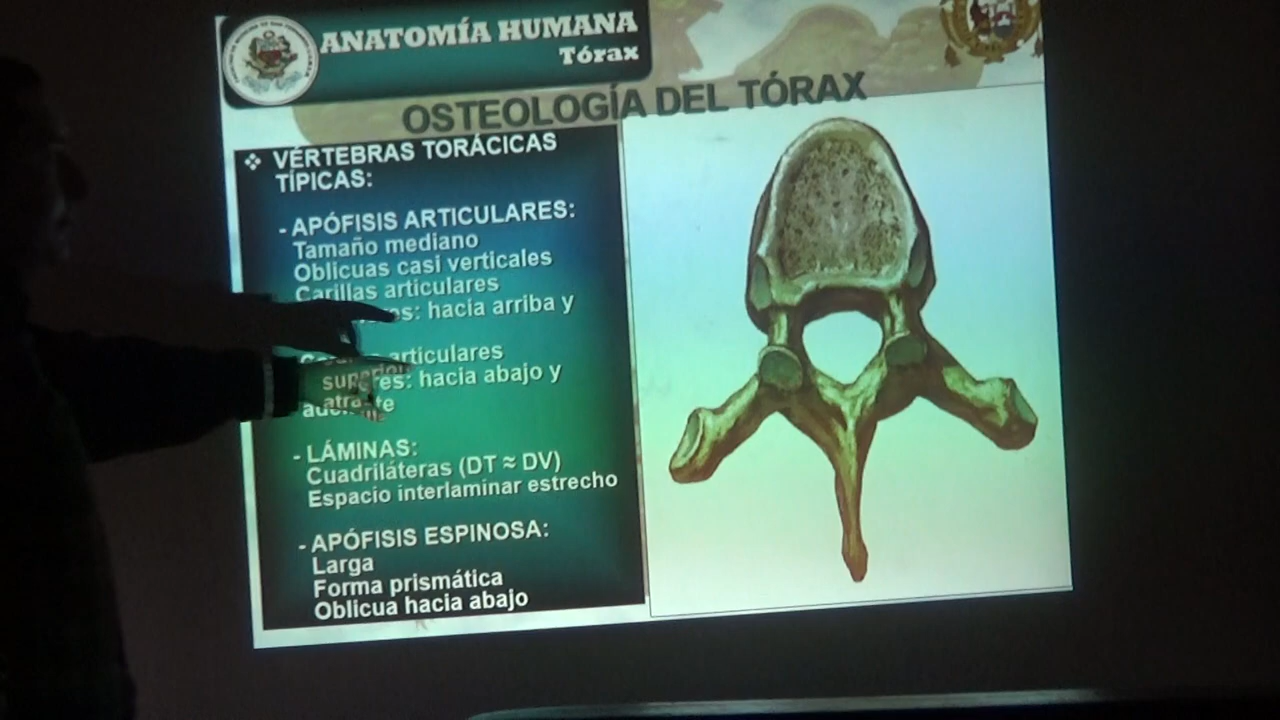 ANATOMÍA HUMANA
Tórax
OSTEOLOGÍA DEL TÓRAX
❖ VÉRTEBRAS TORÁCICAS
TÍPICAS:
- APÓFISIS ARTICULARES:
Tamaño mediano
Oblicuas casi verticales
Carillas articulares
hacia arriba y
articulares
hacia abajo y
- LÁMINAS:
Cuadriláteras (DT ≈ DV)
Espacio interlaminar estrecho
- APÓFISIS ESPINOSA:
Larga
Forma prismática
Oblicua hacia abajo